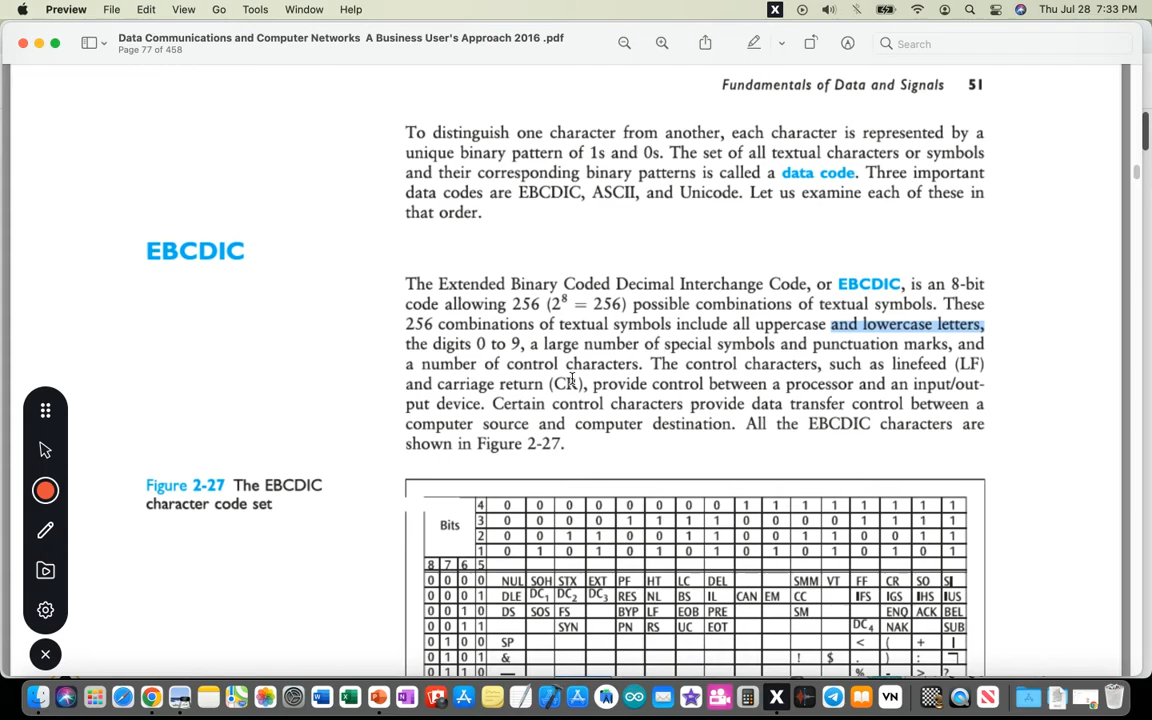 Preview File Edit View Go Tools Window Help Thu Jul 28 7:33 PM
Data Communications and Computer Networks A Business User's Approach 2016 .pdf
Page 77 of 458
Search
Fundamentals of Data and Signals 51
To distinguish one character from another, each character is represented by a
unique binary pattern of 1s and 0s. The set of all textual characters or symbols
and their corresponding binary patterns is called a data code. Three important
data codes are EBCDIC, ASCII, and Unicode. Let us examine each of these in
that order.
EBCDIC
The Extended Binary Coded Decimal Interchange Code, or EBCDIC, is an 8-bit
code allowing 256 (2⁸ = 256) possible combinations of textual symbols. These
256 combinations of textual symbols include all uppercase and lowercase letters,
the digits 0 to 9, a large number of special symbols and punctuation marks, and
a number of control characters. The control characters, such as linefeed (LF)
and carriage return (CR), provide control between a processor and an input/out-
put device. Certain control characters provide data transfer control between a
computer source and computer destination. All the EBCDIC characters are
shown in Figure 2-27.
Figure 2-27 The EBCDIC
character code set
Bits
4 0 0 0 0 0 0 0 0 1 1 1 1 1 1 1 1
3 0 0 0 0 1 1 1 1 0 0 0 0 1 1 1 1
2 0 0 1 1 0 0 1 1 0 0 1 1 0 0 1 1
1 0 1 0 1 0 1 0 1 0 1 0 1 0 1 0 1
8 7 6 5
0 0 0 0 NUL SOH STX EXT PF HT LC DEL SMM VT FF CR SO SI
0 0 0 1 DLE DC₁ DC₂ DC₃ RES NL BS IL CAN EM CC IFS IGS IHS IUS
0 0 1 0 DS SOS FS BYP LF EOB PRE SM ENQ ACK BEL
0 0 1 1 SYN PN RS UC EOT DC₄ NAK SUB
0 1 0 0 SP < ( + |
0 1 0 1 & ! $ . ) : ¬
0 1 1 0 — % - > ?